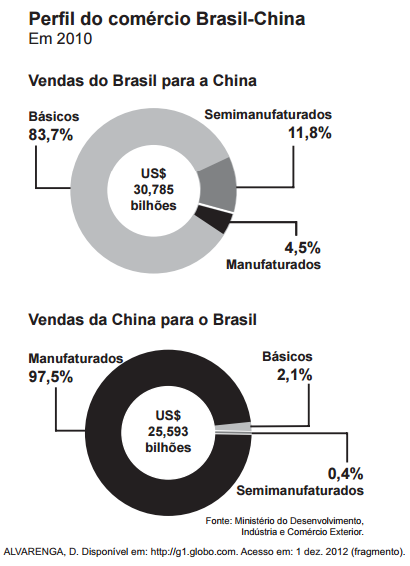 Perfil do comércio Brasil-China
Em 2010
Vendas do Brasil para a China
Básicos
83,7%
Semimanufaturados
11,8%
US$
30,785
bilhões
4,5%
Manufaturados
Vendas da China para o Brasil
Manufaturados
97,5%
Básicos
2,1%
US$
25,593
bilhões
0,4%
Semimanufaturados
Fonte: Ministério do Desenvolvimento,
Indústria e Comércio Exterior.
ALVARENGA, D. Disponível em: http://g1.globo.com. Acesso em: 1 dez. 2012 (fragmento).